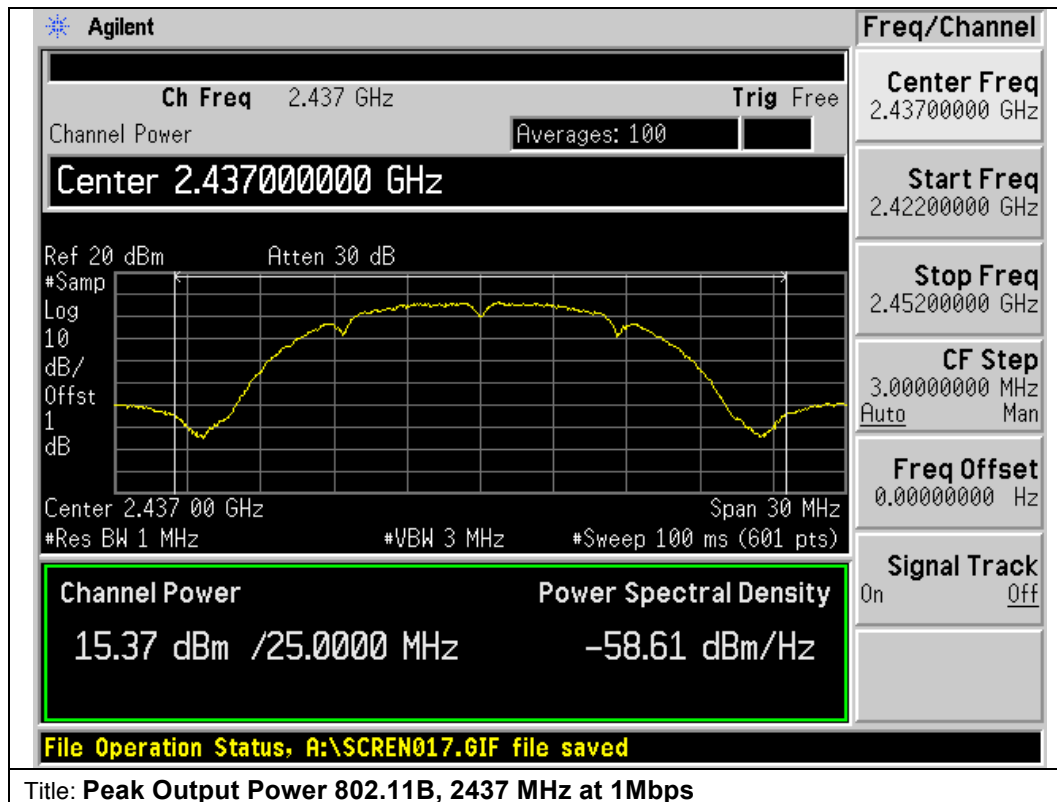 Agilent
Freq/Channel
Ch Freq 2.437 GHz Trig Free
Channel Power Averages: 100
Center 2.437000000 GHz
Ref 20 dBm Atten 30 dB
#Samp
Log
10
dB/
Offst
1
dB
Center 2.437 00 GHz Span 30 MHz
#Res BW 1 MHz #VBW 3 MHz #Sweep 100 ms (601 pts)
Channel Power Power Spectral Density
15.37 dBm /25.0000 MHz -58.61 dBm/Hz
File Operation Status, A:\SCREN017.GIF file saved
Center Freq
2.43700000 GHz
Start Freq
2.42200000 GHz
Stop Freq
2.45200000 GHz
CF Step
3.00000000 MHz
Auto Man
Freq Offset
0.00000000 Hz
Signal Track
On Off
Title: Peak Output Power 802.11B, 2437 MHz at 1Mbps